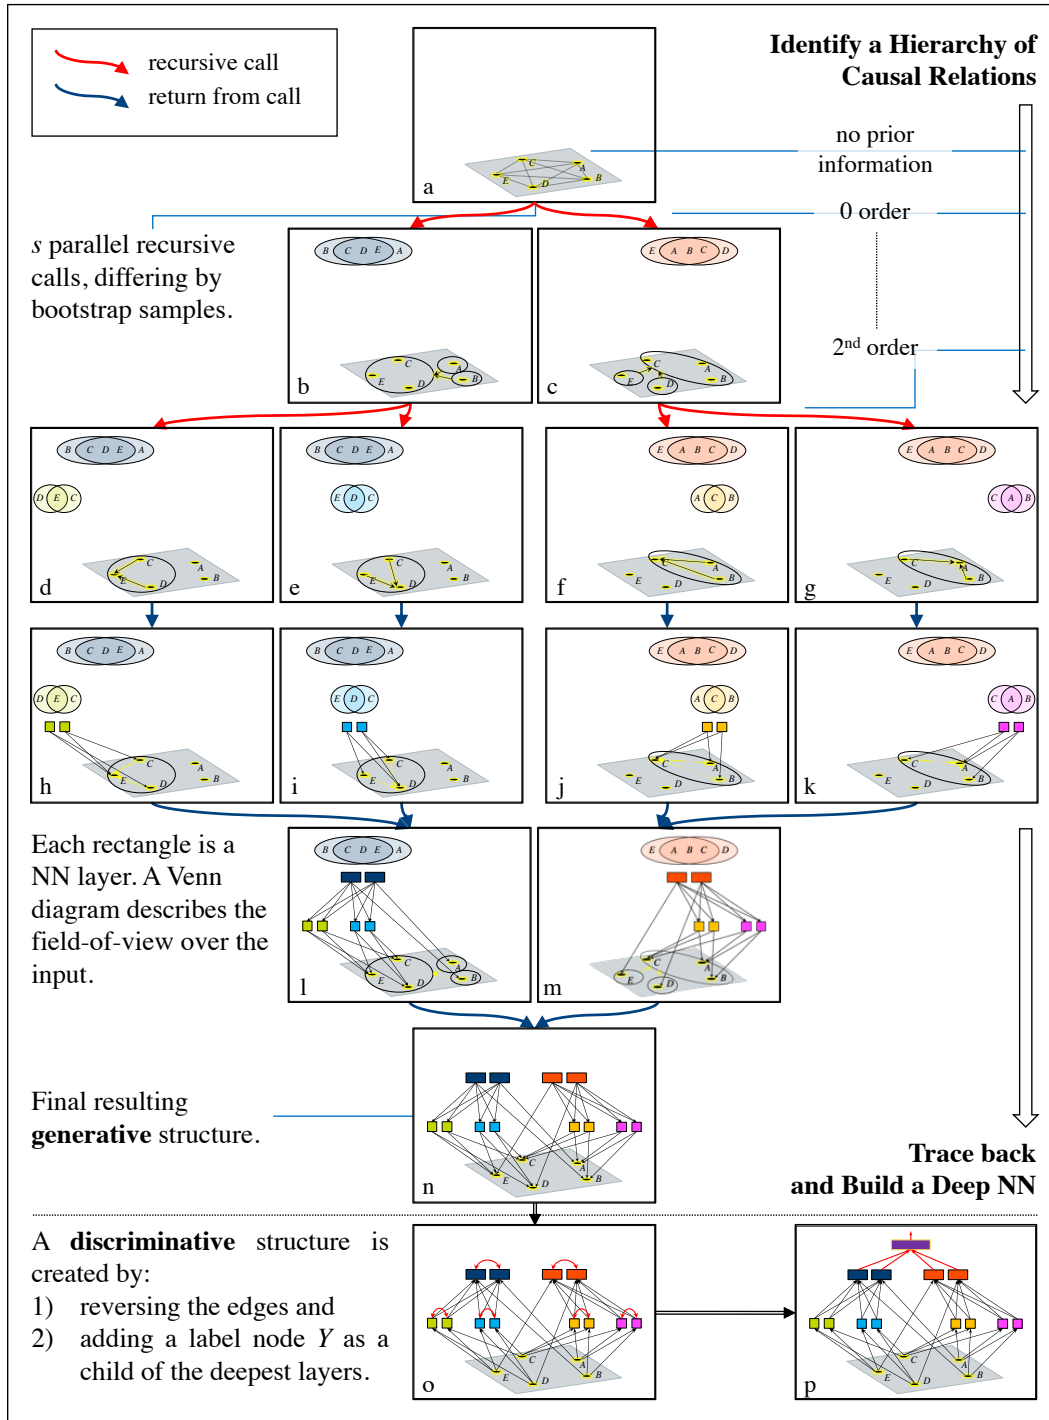 recursive call
return from call
Identify a Hierarchy of
Causal Relations
no prior
information
0 order
2nd order
C
A
E
D
B
a
s parallel recursive
calls, differing by
bootstrap samples.
B C D E A
C
A
E
D
B
b
E A B C D
C
A
E
D
B
c
B C D E A
D E C
C
A
E
D
B
d
B C D E A
E D C
C
A
E
D
B
e
E A B C D
A C B
C
A
E
D
B
f
E A B C D
C A B
C
A
E
D
B
g
B C D E A
D E C
C
A
E
D
B
h
B C D E A
E D C
C
A
E
D
B
i
E A B C D
A C B
C
A
E
D
B
j
E A B C D
C A B
C
A
E
D
B
k
Each rectangle is a
NN layer. A Venn
diagram describes the
field-of-view over the
input.
B C D E A
C
A
E
D
B
l
E A B C D
C
A
E
D
B
m
Final resulting
generative structure.
C
A
E
D
B
n
Trace back
and Build a Deep NN
A discriminative structure is
created by:
1) reversing the edges and
2) adding a label node Y as a
child of the deepest layers.
C
A
E
D
B
o
C
A
E
D
B
p